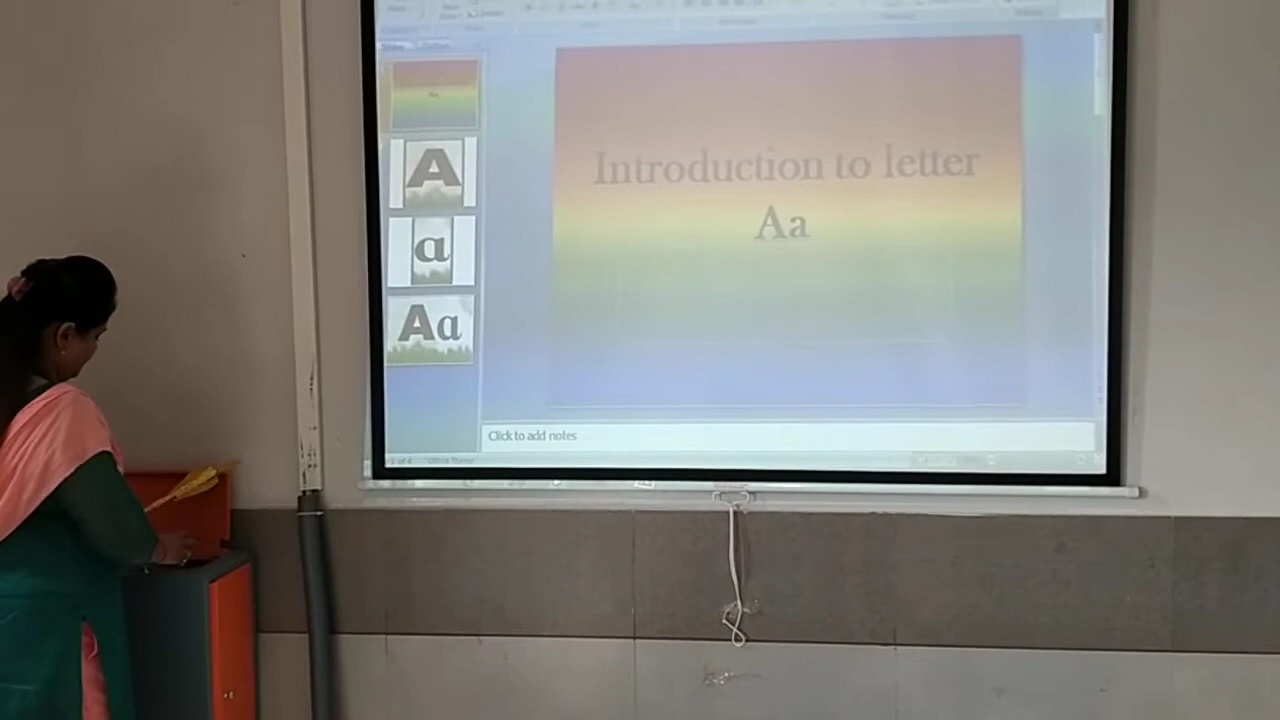 Introduction to letter
Aa
A
a
Aa
Click to add notes